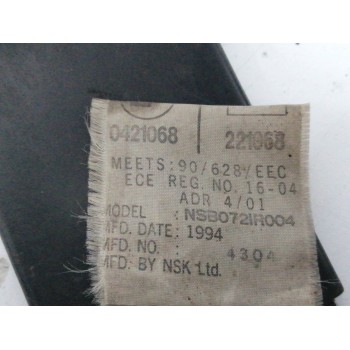 0421068 221068
MEETS: 90/628/EEC
ECE REG. NO. 16-04
ADR 4/01
MODEL : NSB072IR004
MFD. DATE: 1994
MFD. NO. 4304
MFD. BY NSK Ltd.